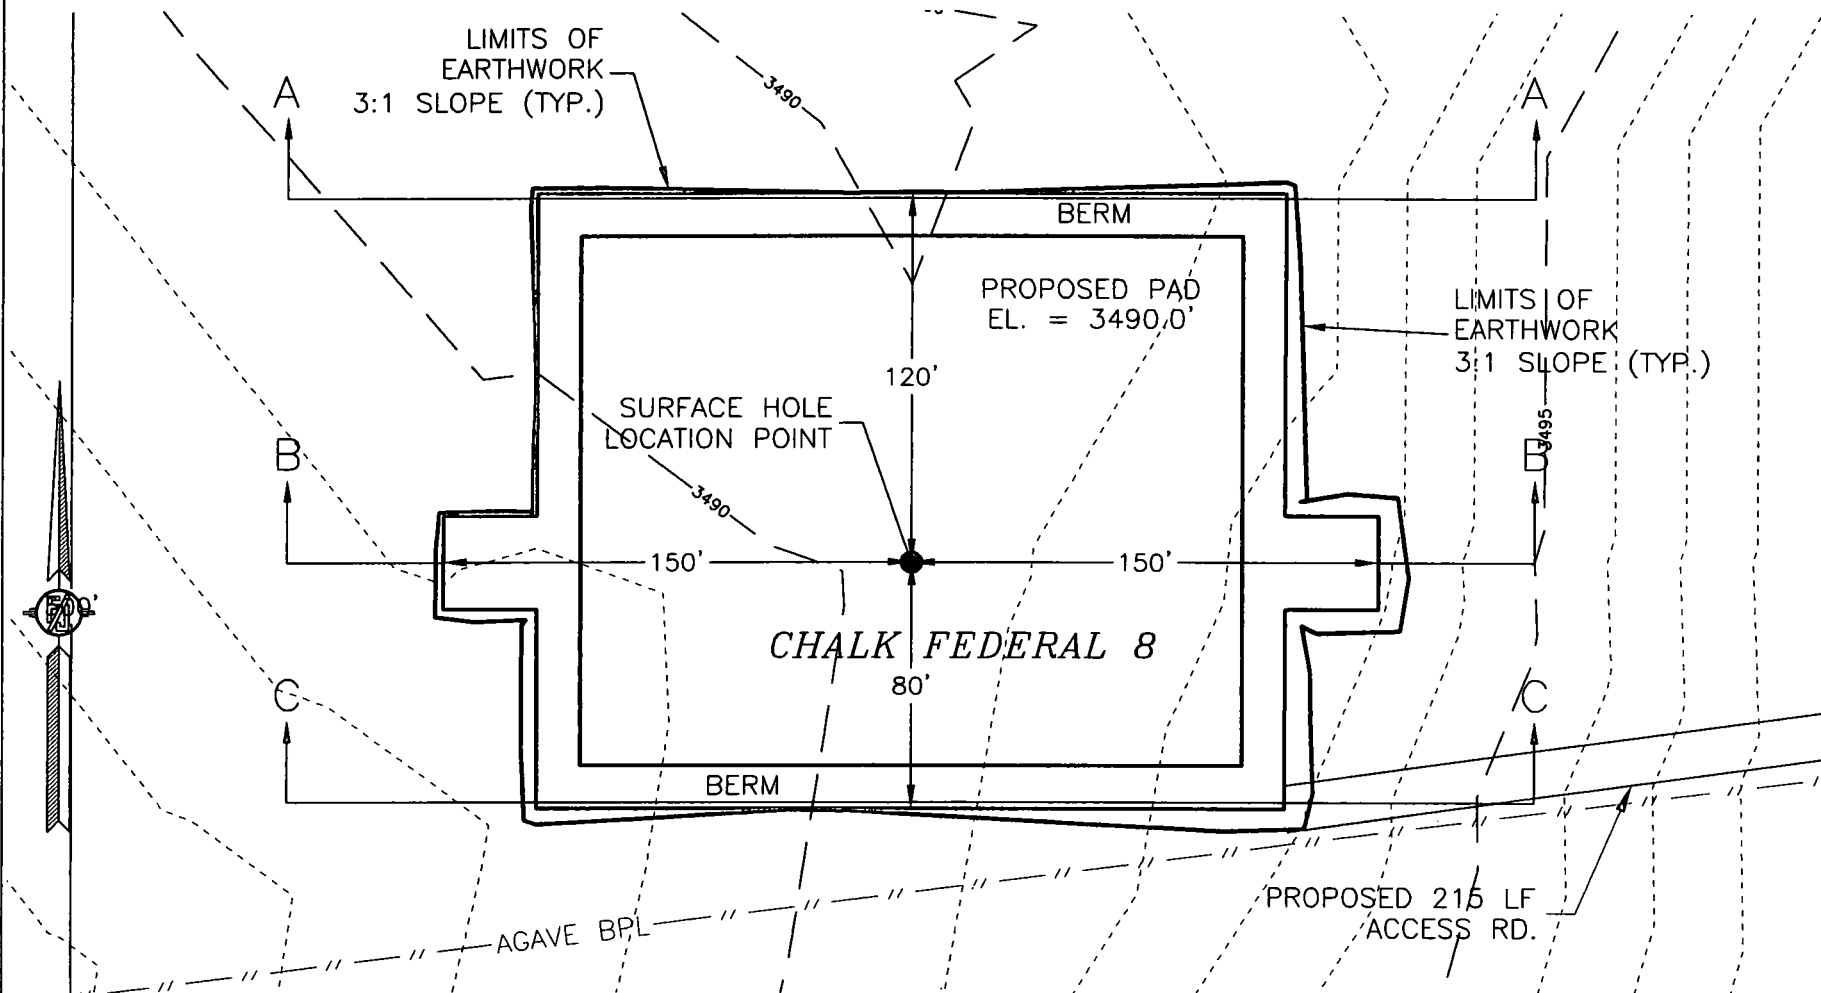 LIMITS OF
EARTHWORK
3:1 SLOPE (TYP.)
3490
A
A
BERM
PROPOSED PAD
EL. = 3490.0'
LIMITS OF
EARTHWORK
3:1 SLOPE (TYP.)
120'
SURFACE HOLE
LOCATION POINT
3495
B
B
3490
150'
150'
CHALK FEDERAL 8
80'
C
C
BERM
PROPOSED 215 LF
ACCESS RD.
AGAVE BPL